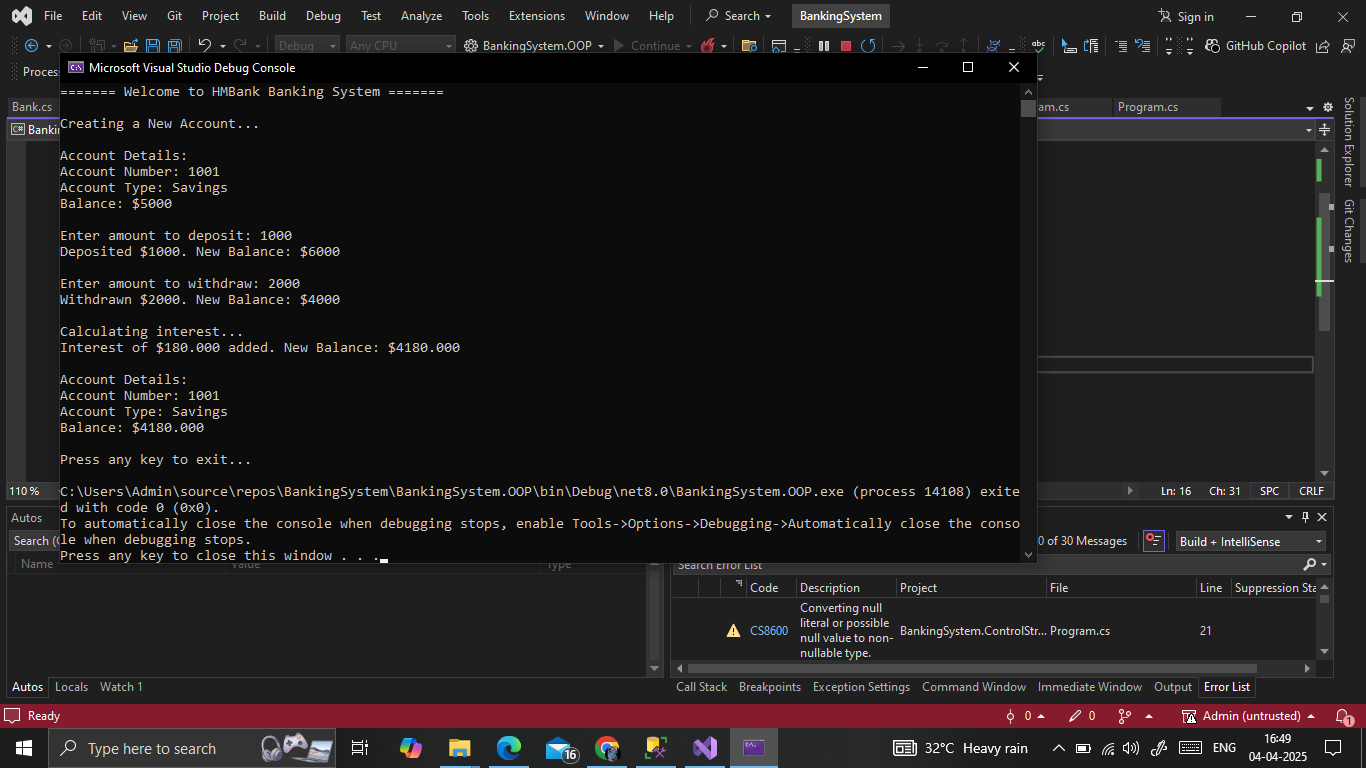 File Edit View Git Project Build Debug Test Analyze Tools Extensions Window Help Search BankingSystem Sign in
Debug Any CPU BankingSystem.OOP Continue GitHub Copilot
Proces
Microsoft Visual Studio Debug Console
Bank.cs
am.cs Program.cs
C# Bankin
Solution Explorer
Git Changes
======= Welcome to HMBank Banking System =======
Creating a New Account...
Account Details:
Account Number: 1001
Account Type: Savings
Balance: $5000
Enter amount to deposit: 1000
Deposited $1000. New Balance: $6000
Enter amount to withdraw: 2000
Withdrawn $2000. New Balance: $4000
Calculating interest...
Interest of $180.000 added. New Balance: $4180.000
Account Details:
Account Number: 1001
Account Type: Savings
Balance: $4180.000
Press any key to exit...
C:\Users\Admin\source\repos\BankingSystem\BankingSystem.OOP\bin\Debug\net8.0\BankingSystem.OOP.exe (process 14108) exite
d with code 0 (0x0).
To automatically close the console when debugging stops, enable Tools->Options->Debugging->Automatically close the conso
le when debugging stops.
Press any key to close this window . . .
110 % Ln: 16 Ch: 31 SPC CRLF
Autos
Search (C
Name Value Type
0 of 30 Messages Build + IntelliSense
Search Error List
Code Description Project File Line Suppression Sta
CS8600 Converting null
literal or possible
null value to non-
nullable type.
BankingSystem.ControlStr... Program.cs 21
Autos Locals Watch 1
Call Stack Breakpoints Exception Settings Command Window Immediate Window Output Error List
Ready 0 0 Admin (untrusted) 1
Type here to search 16 32°C Heavy rain ENG 16:49
04-04-2025